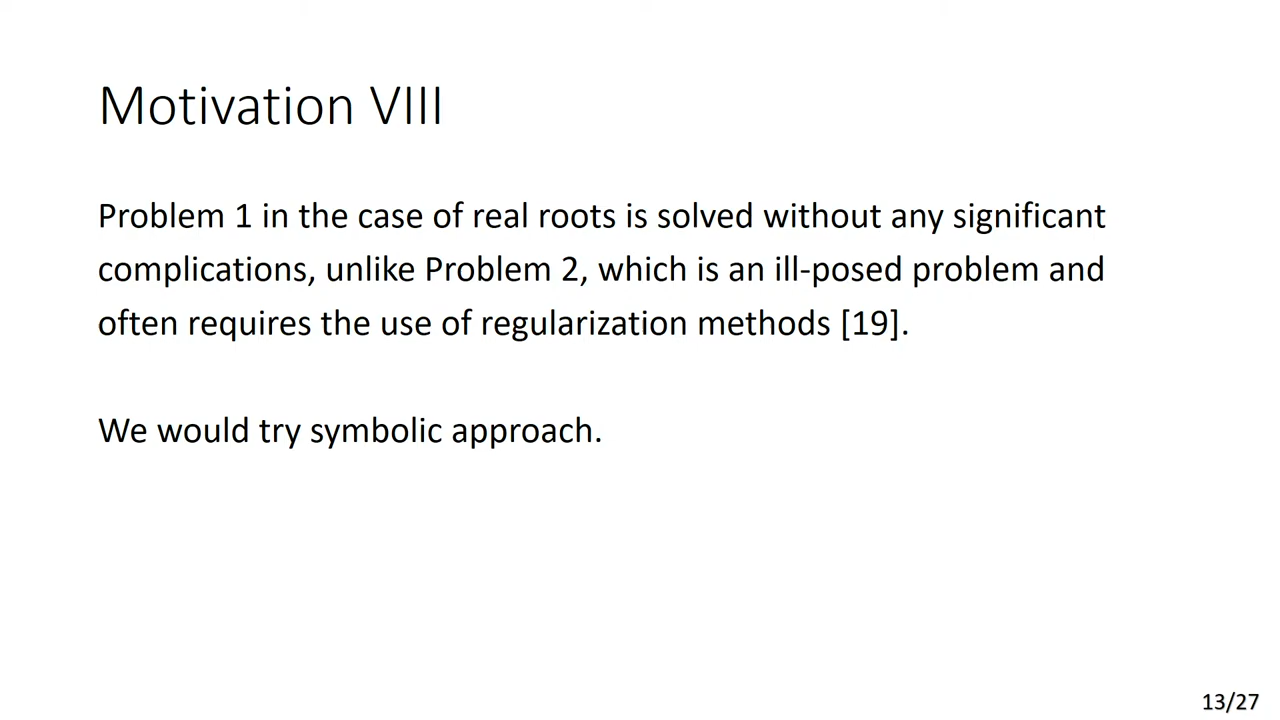 Motivation VIII
Problem 1 in the case of real roots is solved without any significant
complications, unlike Problem 2, which is an ill-posed problem and
often requires the use of regularization methods [19].
We would try symbolic approach.
13/27